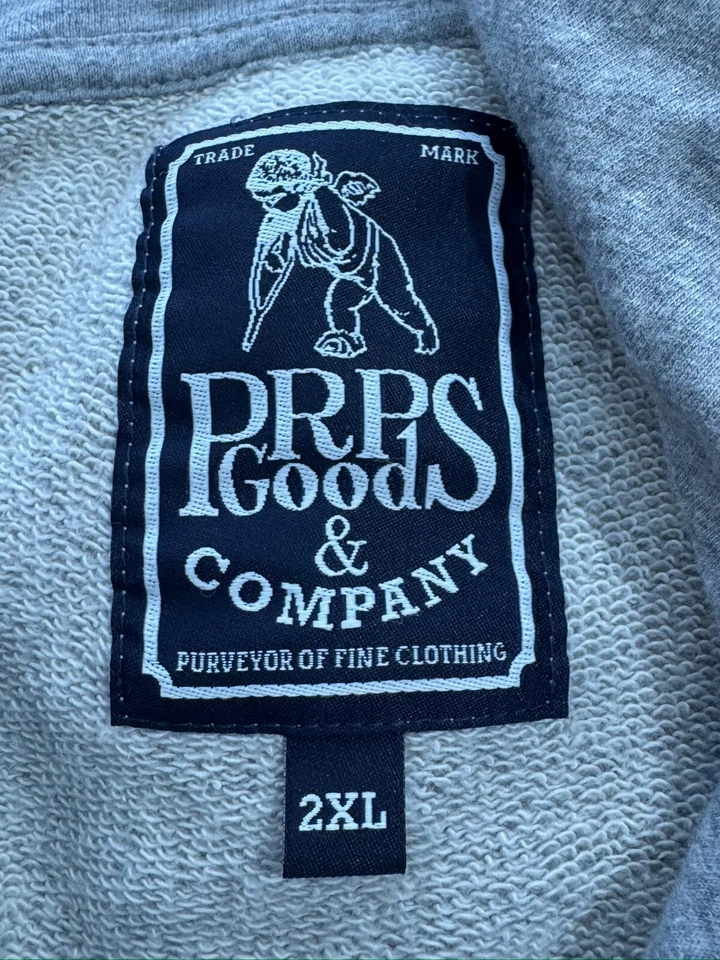 TRADE MARK
PRPS
Goods
&
COMPANY
PURVEYOR OF FINE CLOTHING
2XL